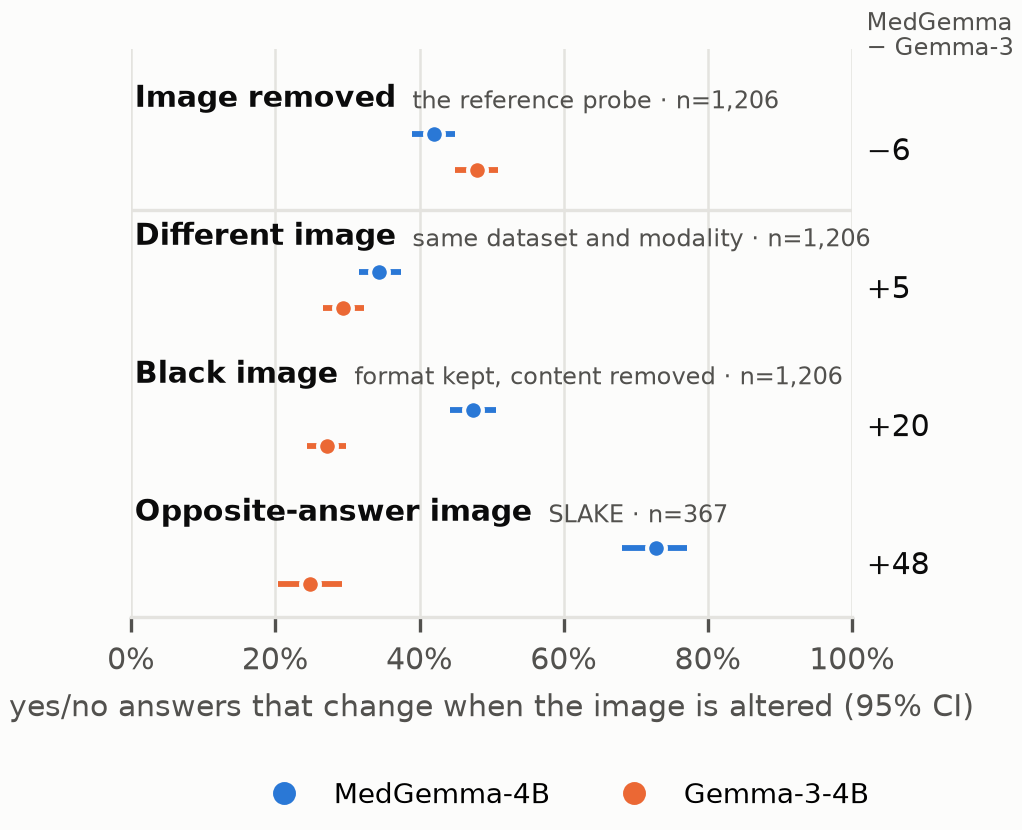 MedGemma
− Gemma-3
Image removed the reference probe · n=1,206
−6
Different image same dataset and modality · n=1,206
+5
Black image format kept, content removed · n=1,206
+20
Opposite-answer image SLAKE · n=367
+48
0% 20% 40% 60% 80% 100%
yes/no answers that change when the image is altered (95% CI)
MedGemma-4B Gemma-3-4B